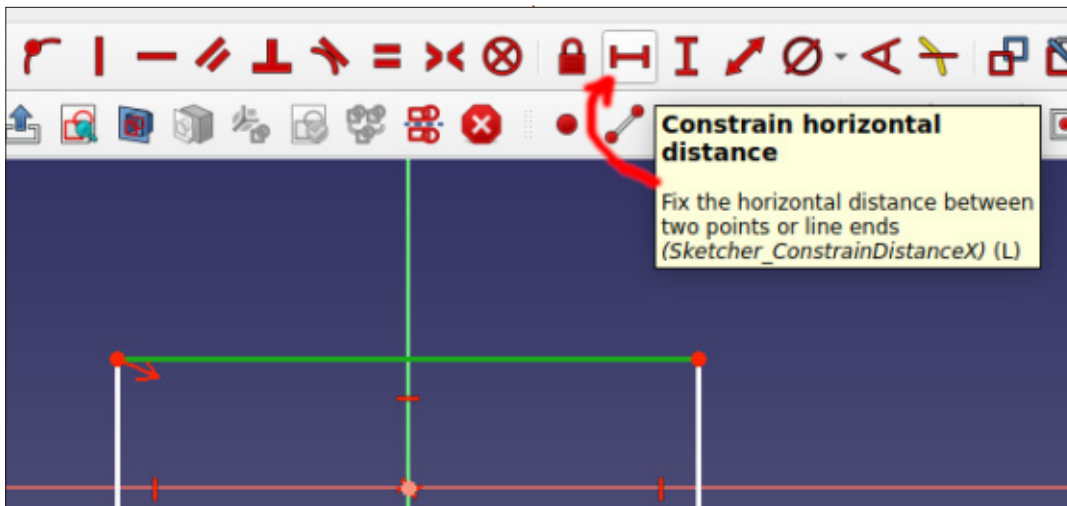 Constrain horizontal
distance
Fix the horizontal distance between
two points or line ends
(Sketcher_ConstrainDistanceX) (L)